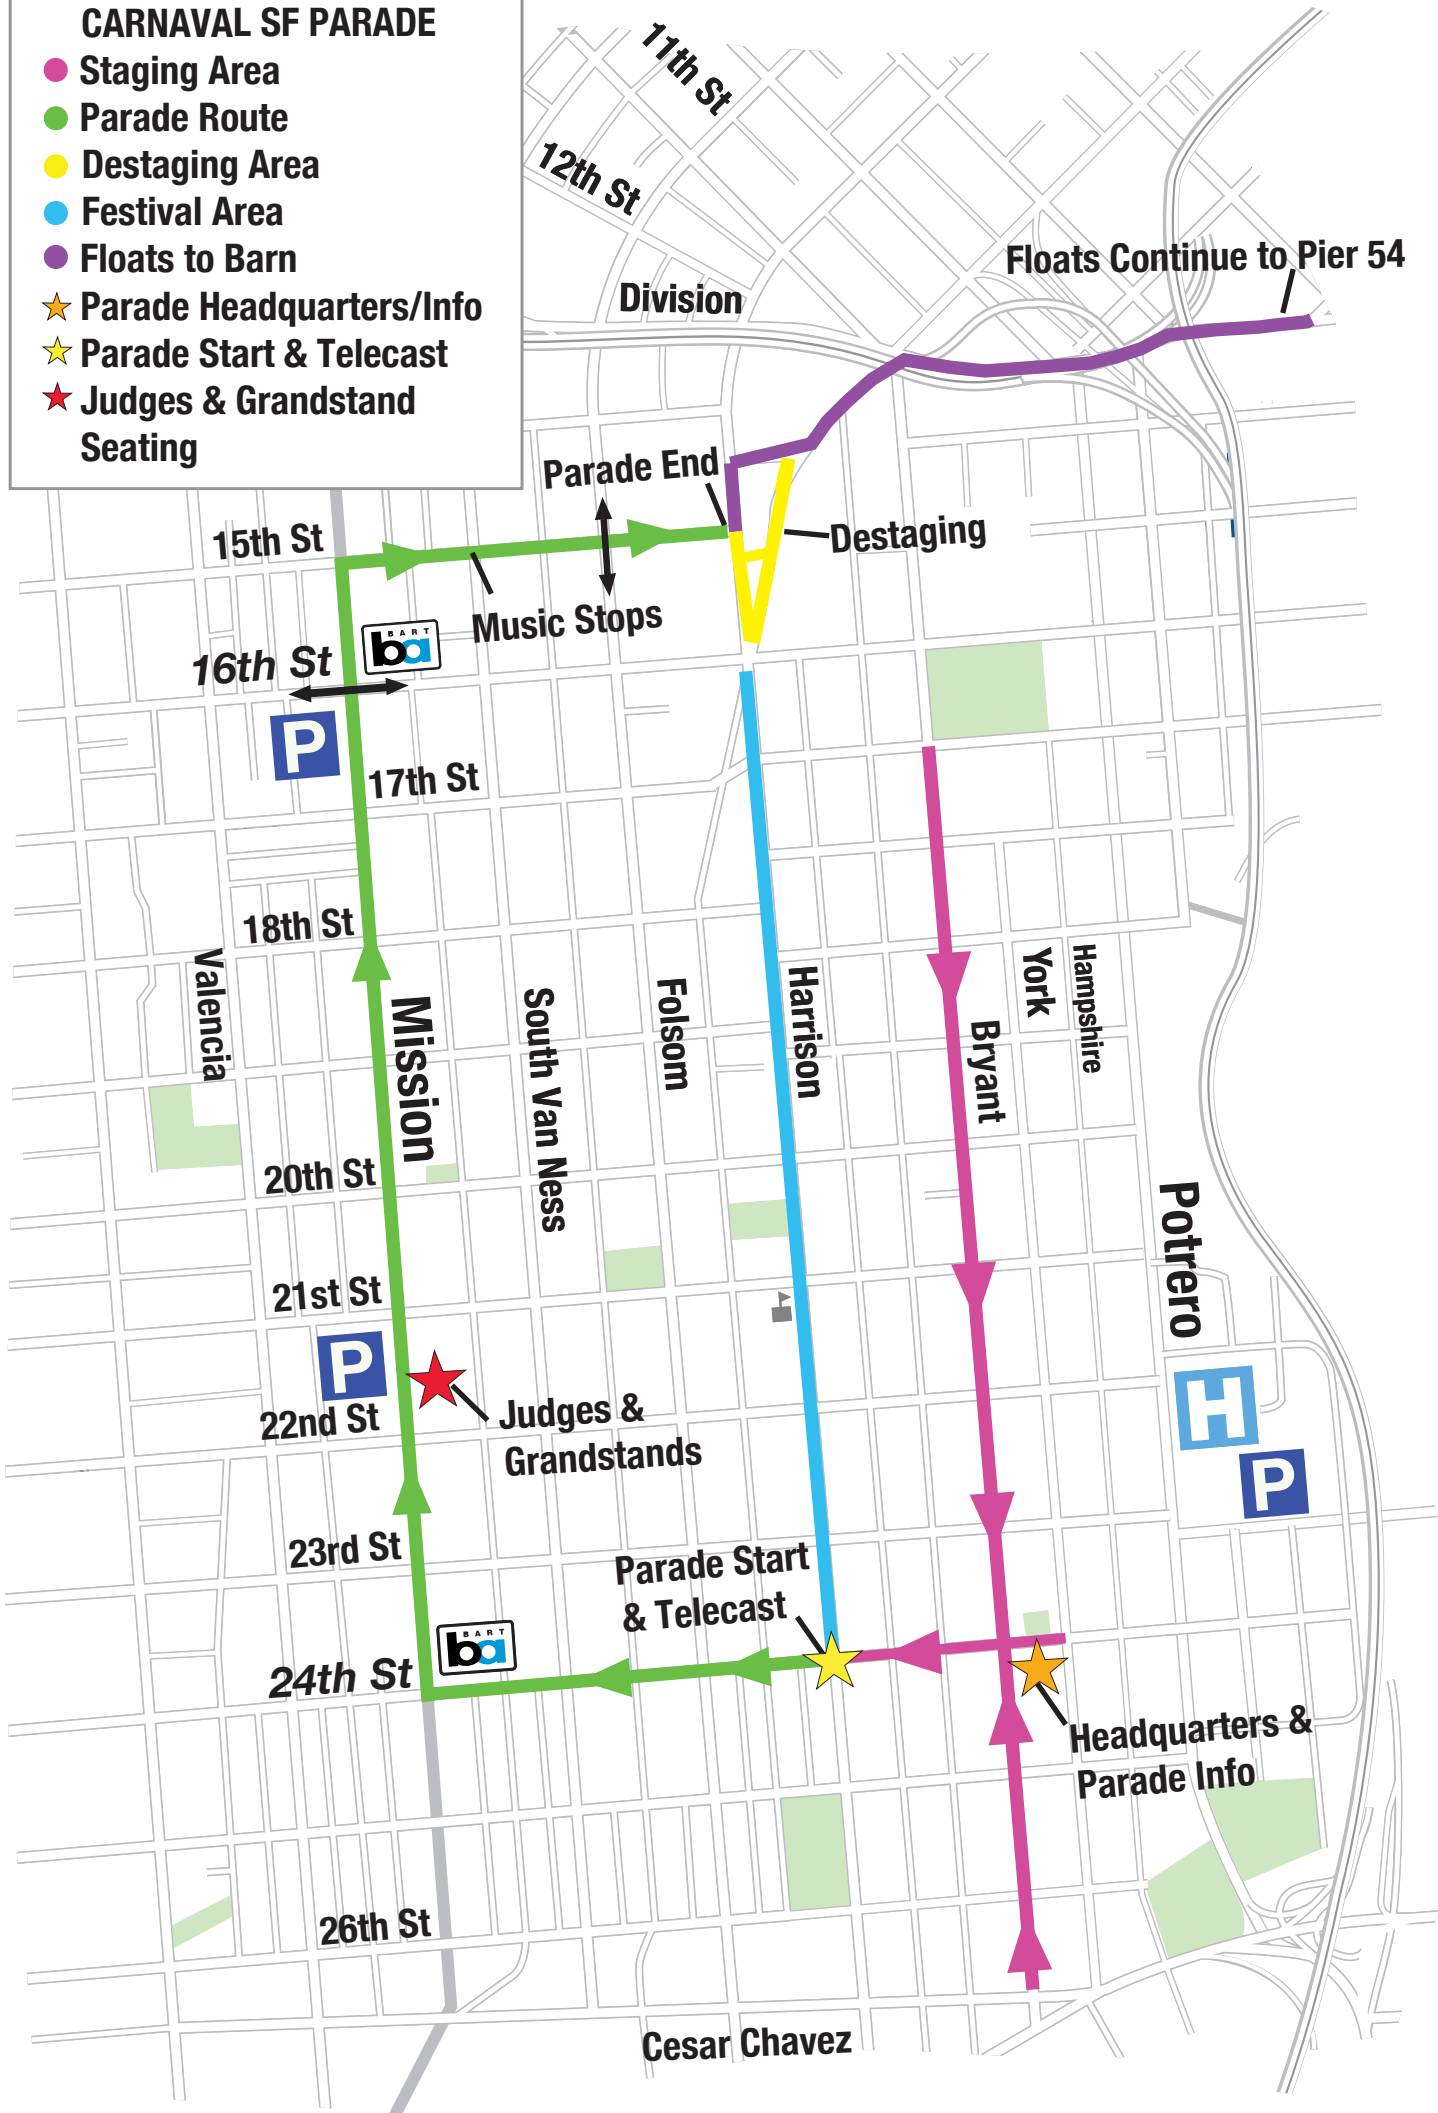 CARNAVAL SF PARADE
Staging Area
Parade Route
Destaging Area
Festival Area
Floats to Barn
Parade Headquarters/Info
Parade Start & Telecast
Judges & Grandstand
Seating
11th St
12th St
Division
Floats Continue to Pier 54
Parade End
Destaging
15th St
Music Stops
BART
ba
16th St
P
17th St
18th St
Valencia
Mission
South Van Ness
Folsom
Harrison
Bryant
York
Hampshire
Potrero
20th St
21st St
P
22nd St
Judges &
Grandstands
H
P
23rd St
Parade Start
& Telecast
BART
ba
24th St
Headquarters &
Parade Info
26th St
Cesar Chavez